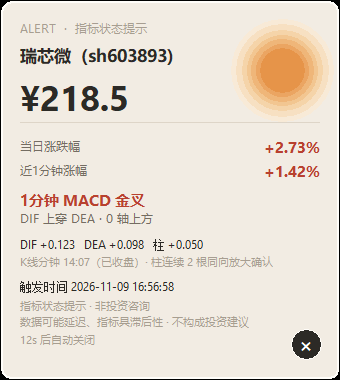 ALERT · 指标状态提示
瑞芯微（sh603893）
¥218.5
当日涨跌幅 +2.73%
近1分钟涨幅 +1.42%
1分钟 MACD 金叉
DIF 上穿 DEA · 0 轴上方
DIF +0.123 DEA +0.098 柱 +0.050
K线分钟 14:07（已收盘）· 柱连续 2 根同向放大确认
触发时间 2026-11-09 16:56:58
指标状态提示 · 非投资咨询
数据可能延迟、指标具滞后性 · 不构成投资建议
12s 后自动关闭